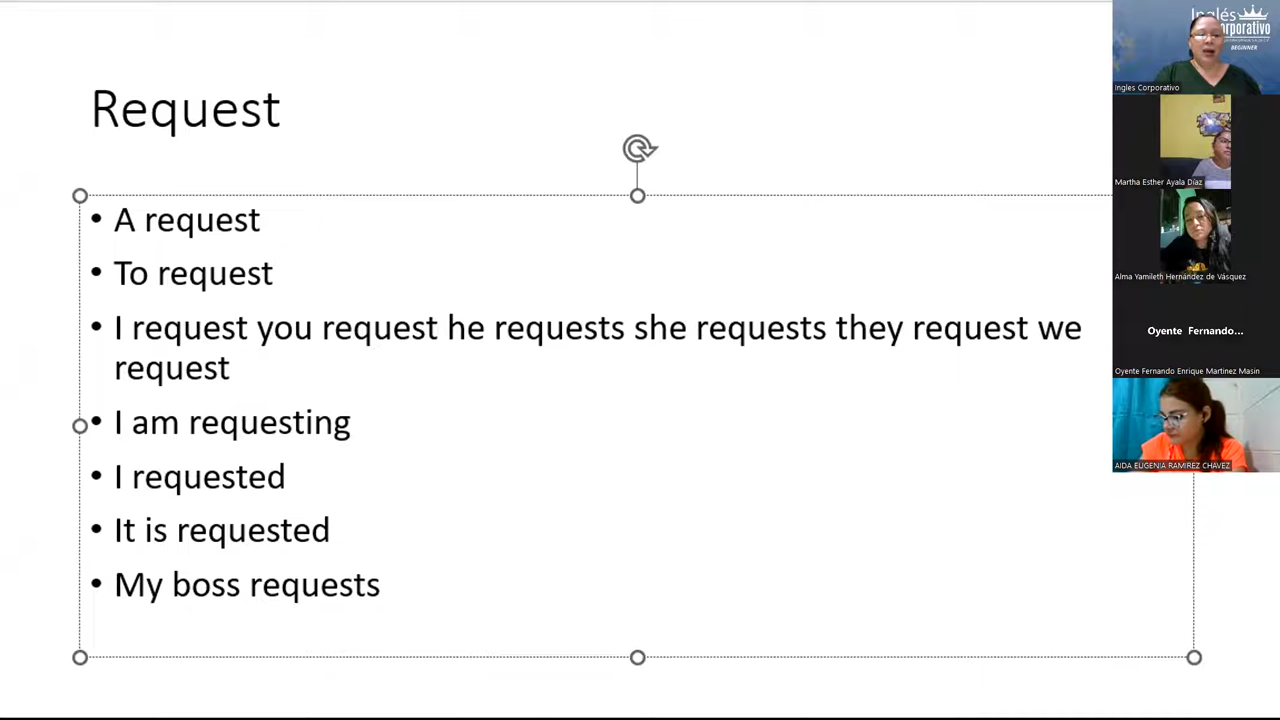 Request
• A request
• To request
• I request you request he requests she requests they request we
request
• I am requesting
• I requested
• It is requested
• My boss requests
Inglés
BEGINNER
Ingles Corporativo
Martha Esther Ayala Díaz
Alma Yamileth Hernández de Vásquez
Oyente Fernando...
Oyente Fernando Enrique Martinez Masin
AIDA EUGENIA RAMIREZ CHAVEZ